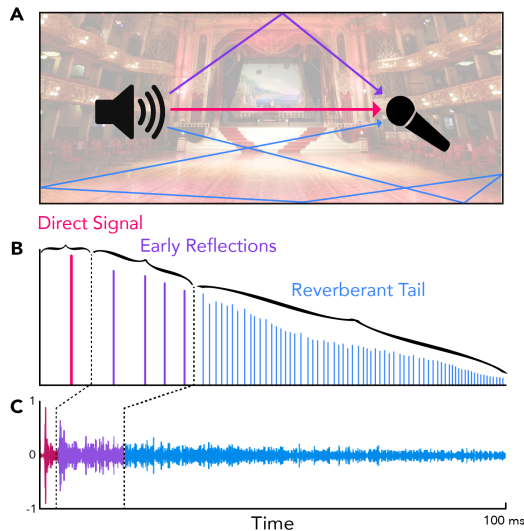 A
Direct Signal
B
Early Reflections
Reverberant Tail
C
1
0
-1
Time
100 ms